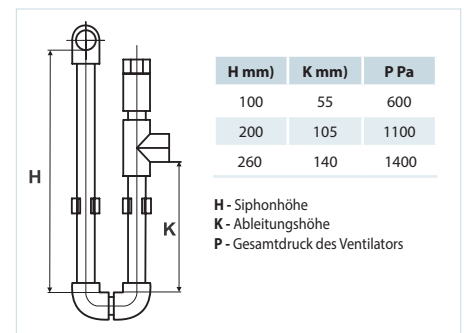 H
K
H mm) K mm) P Pa
100 55 600
200 105 1100
260 140 1400
H - Siphonhöhe
K - Ableitungshöhe
P - Gesamtdruck des Ventilators